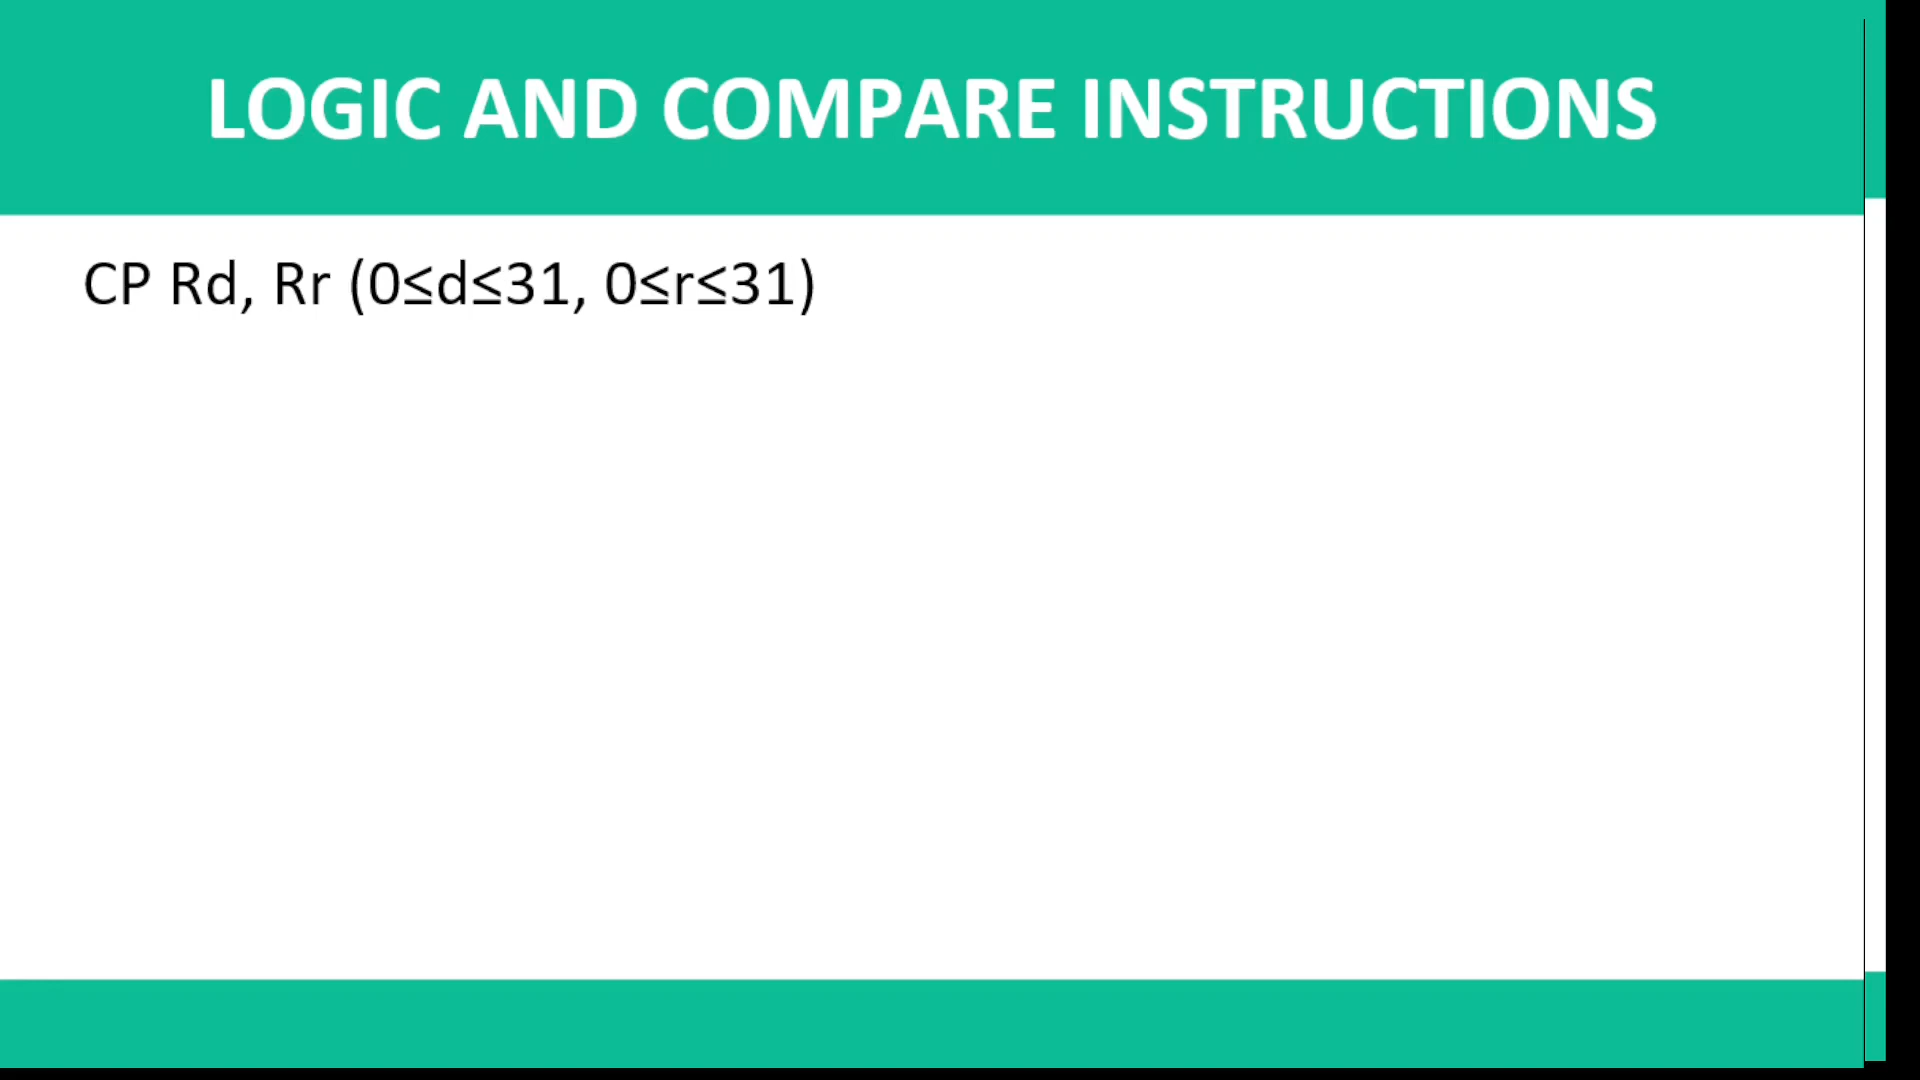 LOGIC AND COMPARE INSTRUCTIONS
CP Rd, Rr (0≤d≤31, 0≤r≤31)